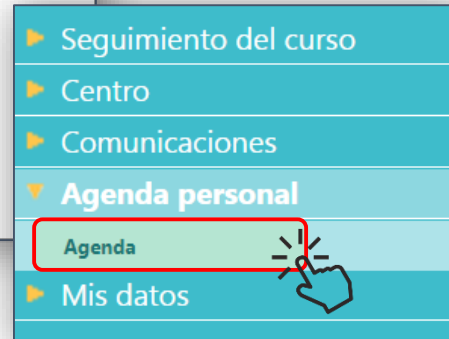 Seguimiento del curso
Centro
Comunicaciones
Agenda personal
Agenda
Mis datos